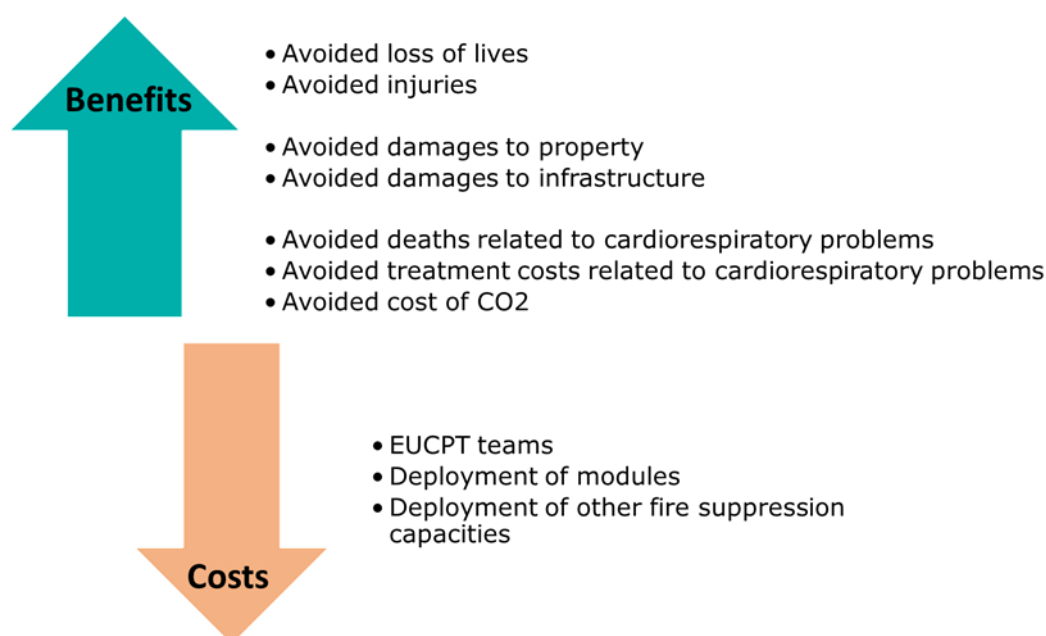 Benefits
• Avoided loss of lives
• Avoided injuries
• Avoided damages to property
• Avoided damages to infrastructure
• Avoided deaths related to cardiorespiratory problems
• Avoided treatment costs related to cardiorespiratory problems
• Avoided cost of CO2
• EUCPT teams
• Deployment of modules
• Deployment of other fire suppression
capacities
Costs